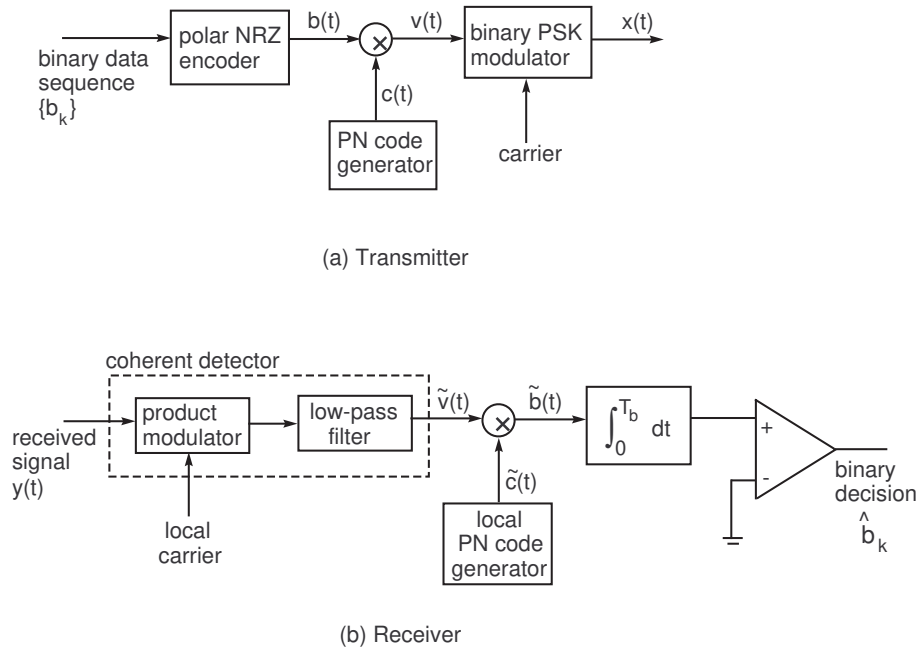 polar NRZ
encoder
b(t)
×
v(t)
binary PSK
modulator
x(t)
binary data
sequence
{b_k}
c(t)
PN code
generator
carrier
(a) Transmitter
coherent detector
product
modulator
low-pass
filter
ṽ(t)
×
b̃(t)
∫_0^{T_b} dt
+
-
received
signal
y(t)
local
carrier
c̃(t)
local
PN code
generator
binary
decision
b̂_k
(b) Receiver